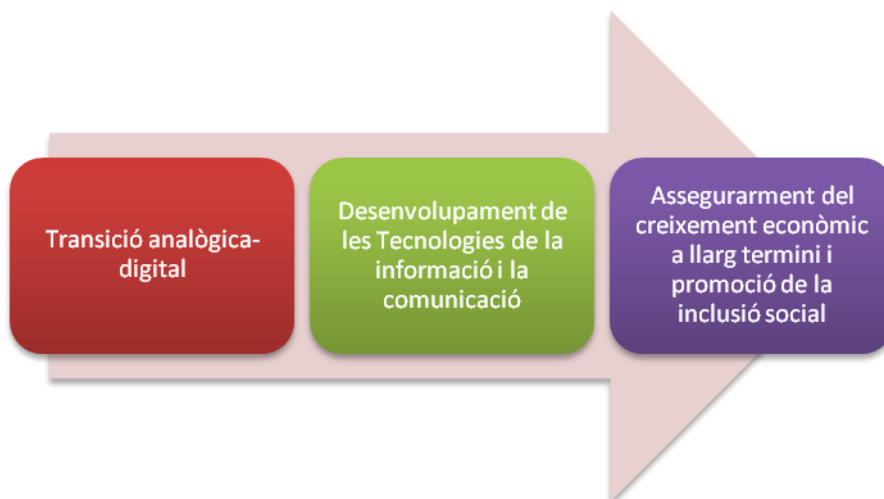 Transició analògica-
digital
Desenvolupament de
les Tecnologies de la
informació i la
comunicació
Assegurarment del
creixement econòmic
a llarg termini i
promoció de la
inclusió social